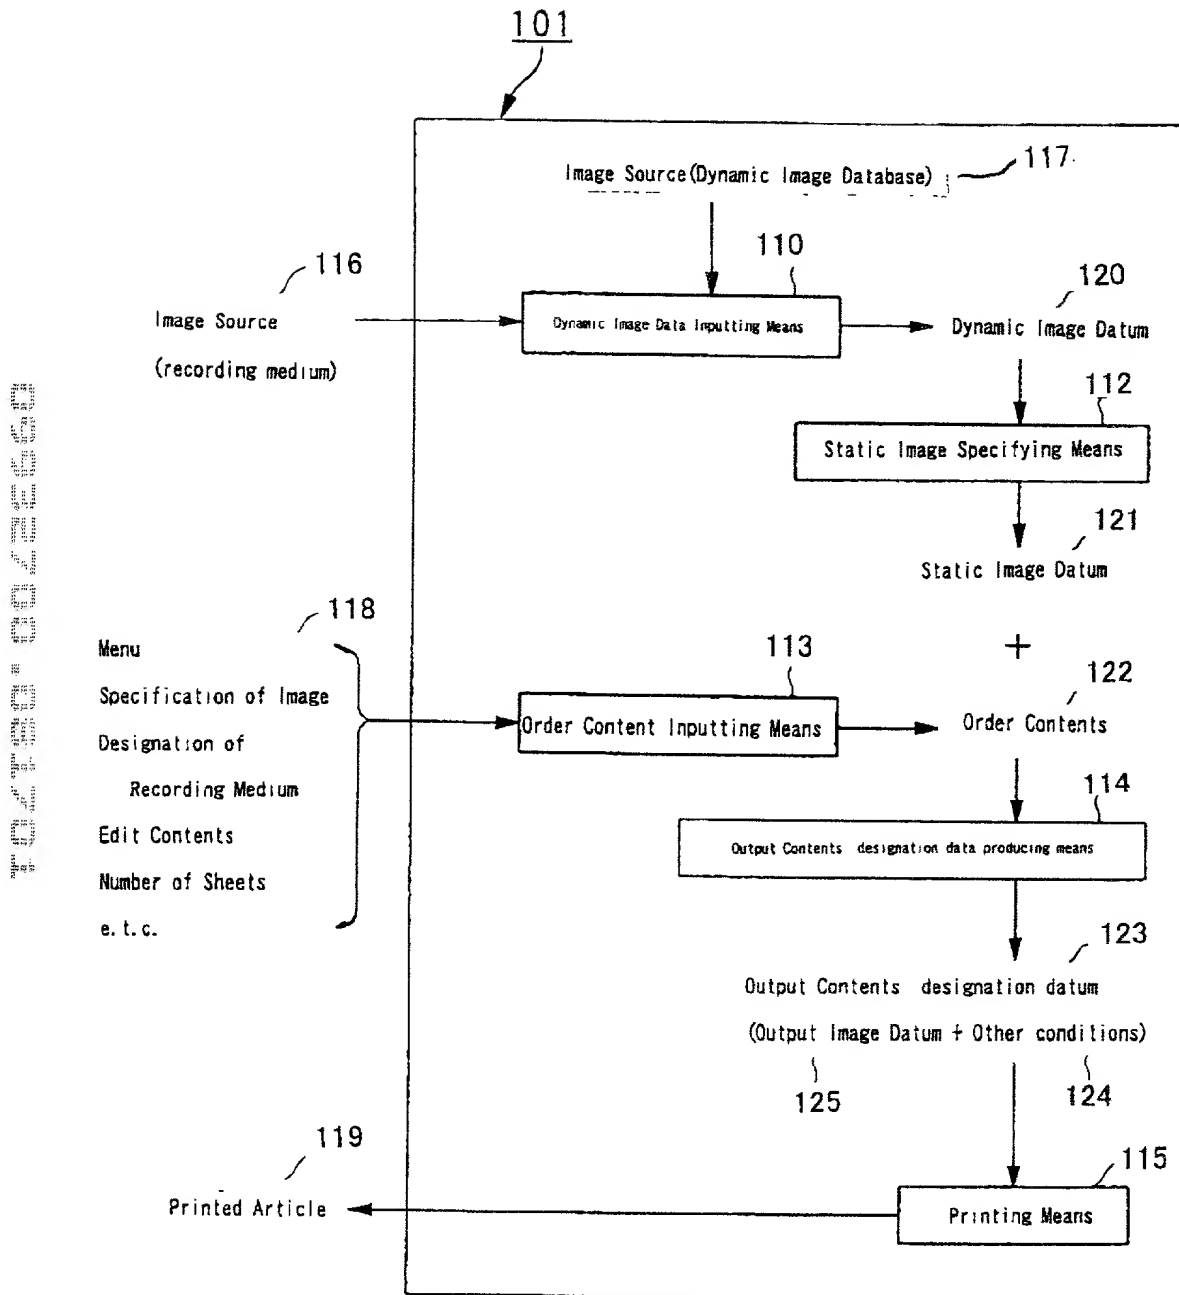 101
Image Source(Dynamic Image Database)
117
110
116
120
Image Source
(recording medium)
Dynamic Image Data Inputting Means
Dynamic Image Datum
112
Static Image Specifying Means
121
Static Image Datum
118
+
Menu
Specification of Image
Designation of
Recording Medium
Edit Contents
Number of Sheets
e.t.c.
113
122
Order Content Inputting Means
Order Contents
114
Output Contents designation data producing means
123
Output Contents designation datum
(Output Image Datum + Other conditions)
125
124
119
115
Printed Article
Printing Means